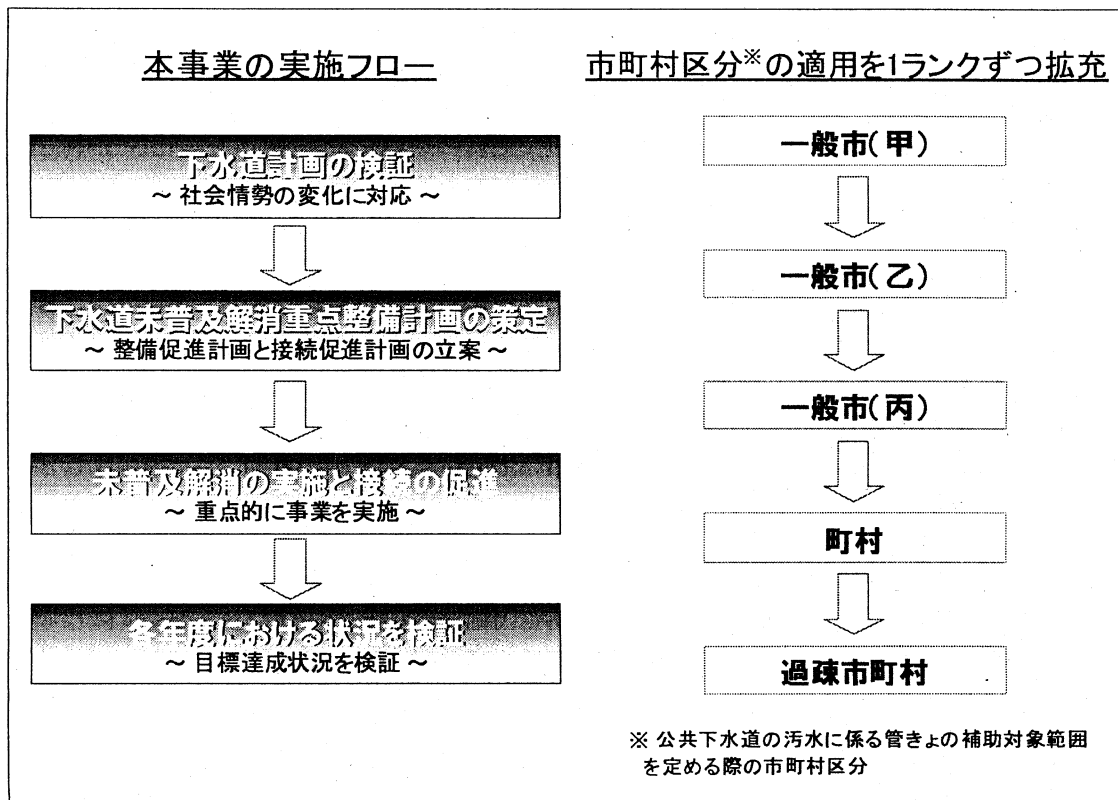 本事業の実施フロー
下水道計画の検証
~ 社会情勢の変化に対応 ~
下水道未普及解消重点整備計画の策定
~ 整備促進計画と接続促進計画の立案 ~
未普及解消の実施と接続の促進
~ 重点的に事業を実施 ~
各年度における状況を検証
~ 目標達成状況を検証 ~
市町村区分※の適用を1ランクずつ拡充
一般市(甲)
一般市(乙)
一般市(丙)
町村
過疎市町村
※ 公共下水道の汚水に係る管きょの補助対象範囲
を定める際の市町村区分